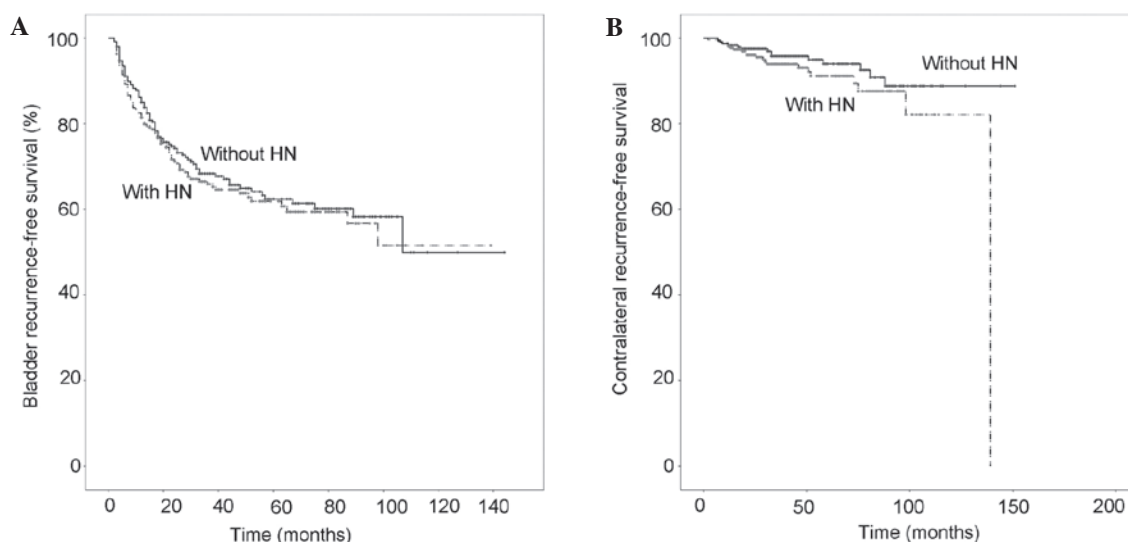 A
Bladder recurrence-free survival (%)
100
80
60
40
20
0
Without HN
With HN
0 20 40 60 80 100 120 140
Time (months)
B
Contralateral recurrence-free survival
100
80
60
40
20
0
Without HN
With HN
0 50 100 150 200
Time (months)